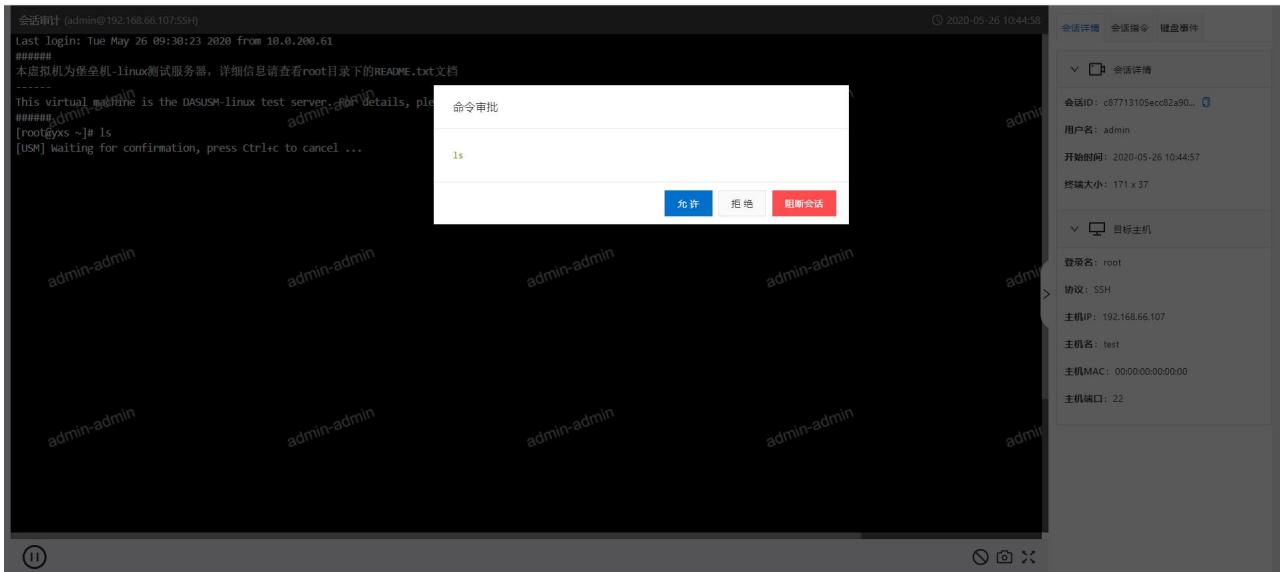 会话审计 (admin@192.168.66.107:SSH)
2020-05-26 10:44:58
Last login: Tue May 26 09:30:23 2020 from 10.0.200.61
######
本虚拟机为堡垒机-linux测试服务器，详细信息请查看root目录下的README.txt文档
------
This virtual machine is the DASUSM-linux test server. For details, ple
######
[root@yxs ~]# ls
[USM] Waiting for confirmation, press Ctrl+c to cancel ...
命令审批
ls
允许
拒绝
阻断会话
会话详情 会话指令 键盘事件
会话详情
会话ID: c87713105ecc82a90...
用户名: admin
开始时间: 2020-05-26 10:44:57
终端大小: 171 x 37
目标主机
登录名: root
协议: SSH
主机IP: 192.168.66.107
主机名: test
主机MAC: 00:00:00:00:00:00
主机端口: 22
admin-admin
admin-admin
admin
admin-admin
admin-admin
admin-admin
admin-admin
admin
admin-admin
admin-admin
admin-admin
admin-admin
admin